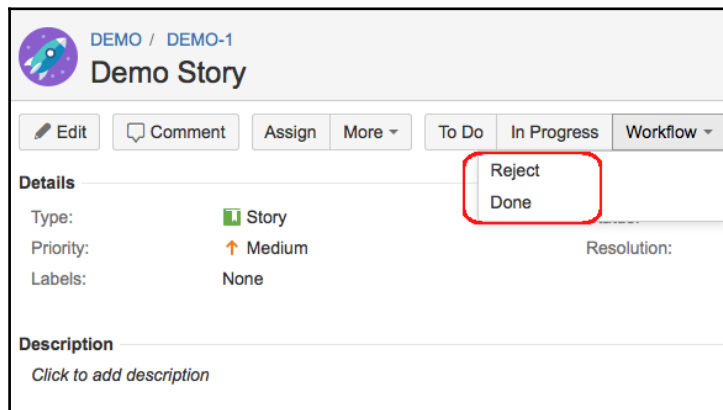 DEMO / DEMO-1
Demo Story
Edit Comment Assign More To Do In Progress Workflow
Reject
Done
Details
Type: Story
Priority: Medium Resolution:
Labels: None
Description
Click to add description